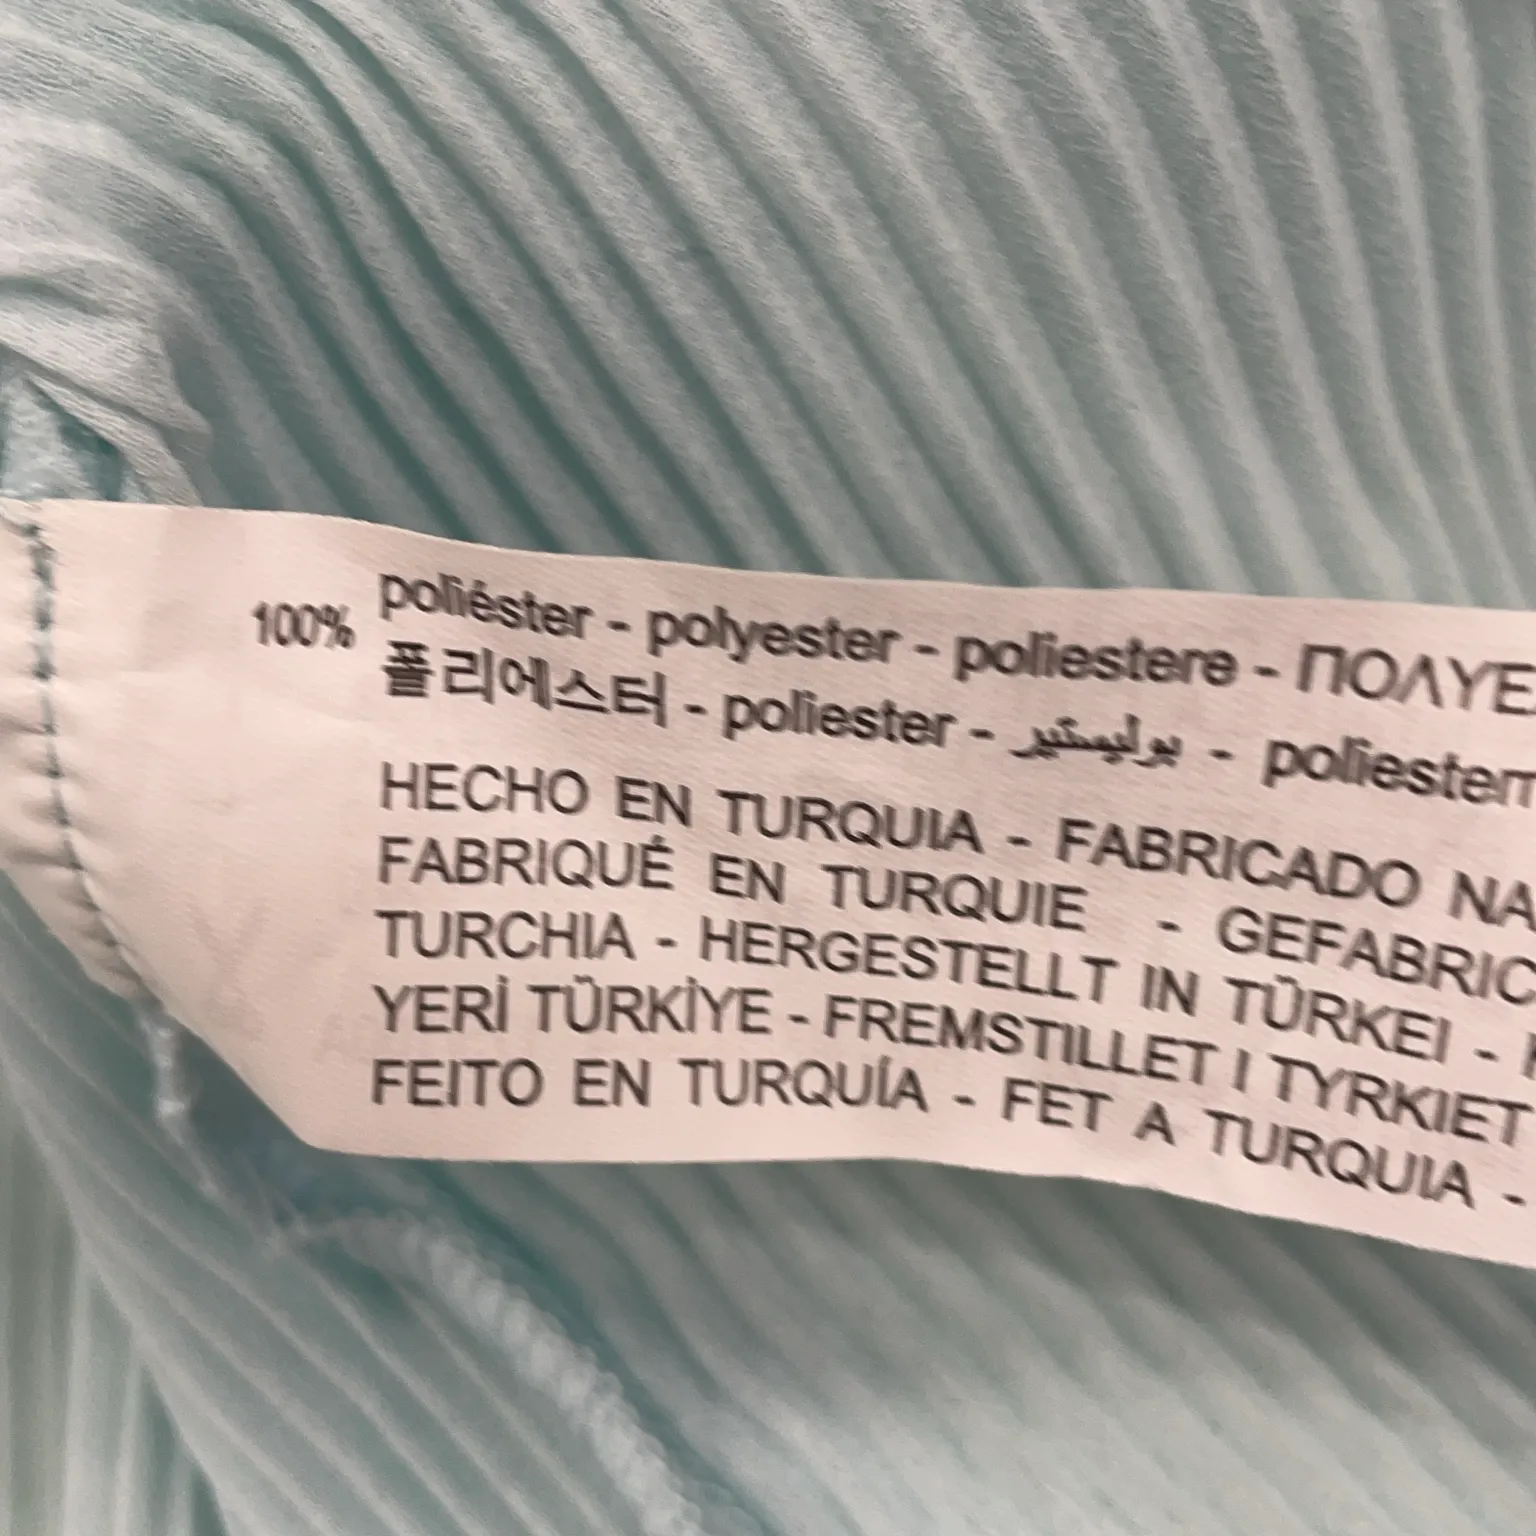 100% poliéster - polyester - poliestere - ΠΟΛΥΕ
폴리에스터 - poliester - بوليستير - poliester
HECHO EN TURQUIA - FABRICADO NA
FABRIQUÉ EN TURQUIE - GEFABRIC
TURCHIA - HERGESTELLT IN TÜRKEI -
YERİ TÜRKİYE - FREMSTILLET I TYRKIET
FEITO EN TURQUÍA - FET A TURQUIA -